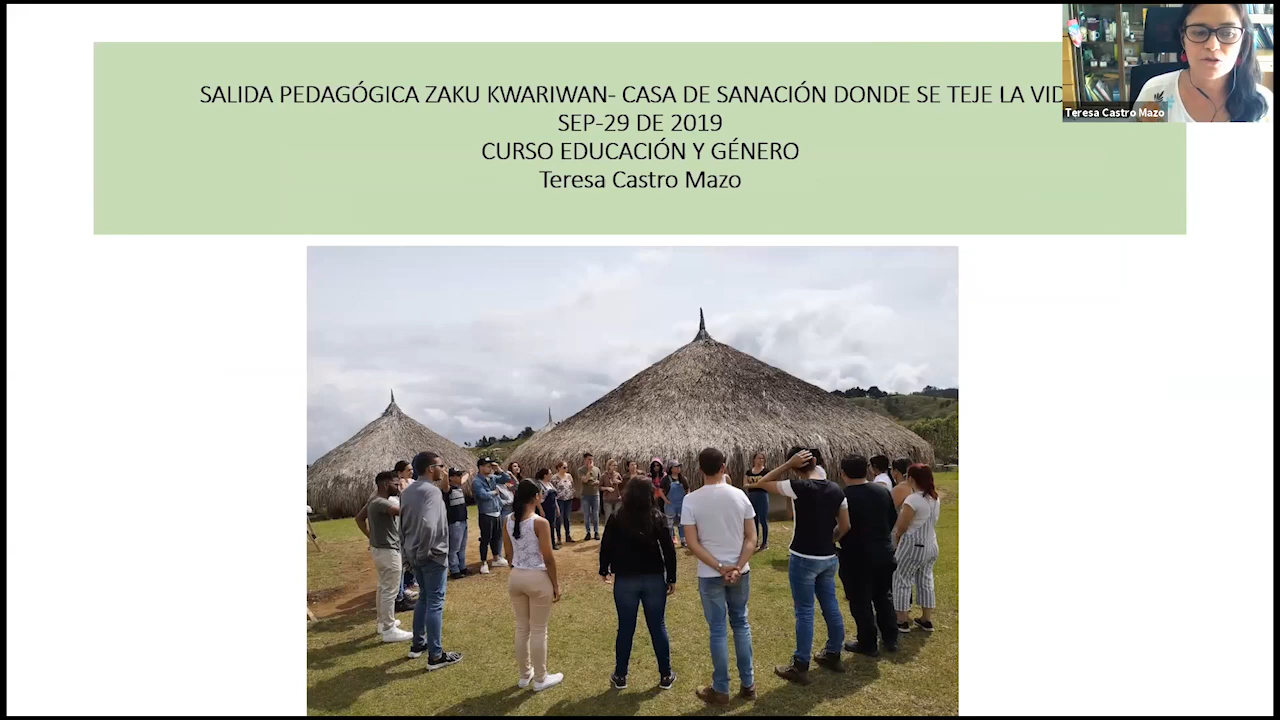 SALIDA PEDAGÓGICA ZAKU KWARIWAN- CASA DE SANACIÓN DONDE SE TEJE LA VID
SEP-29 DE 2019
CURSO EDUCACIÓN Y GÉNERO
Teresa Castro Mazo
Teresa Castro Mazo